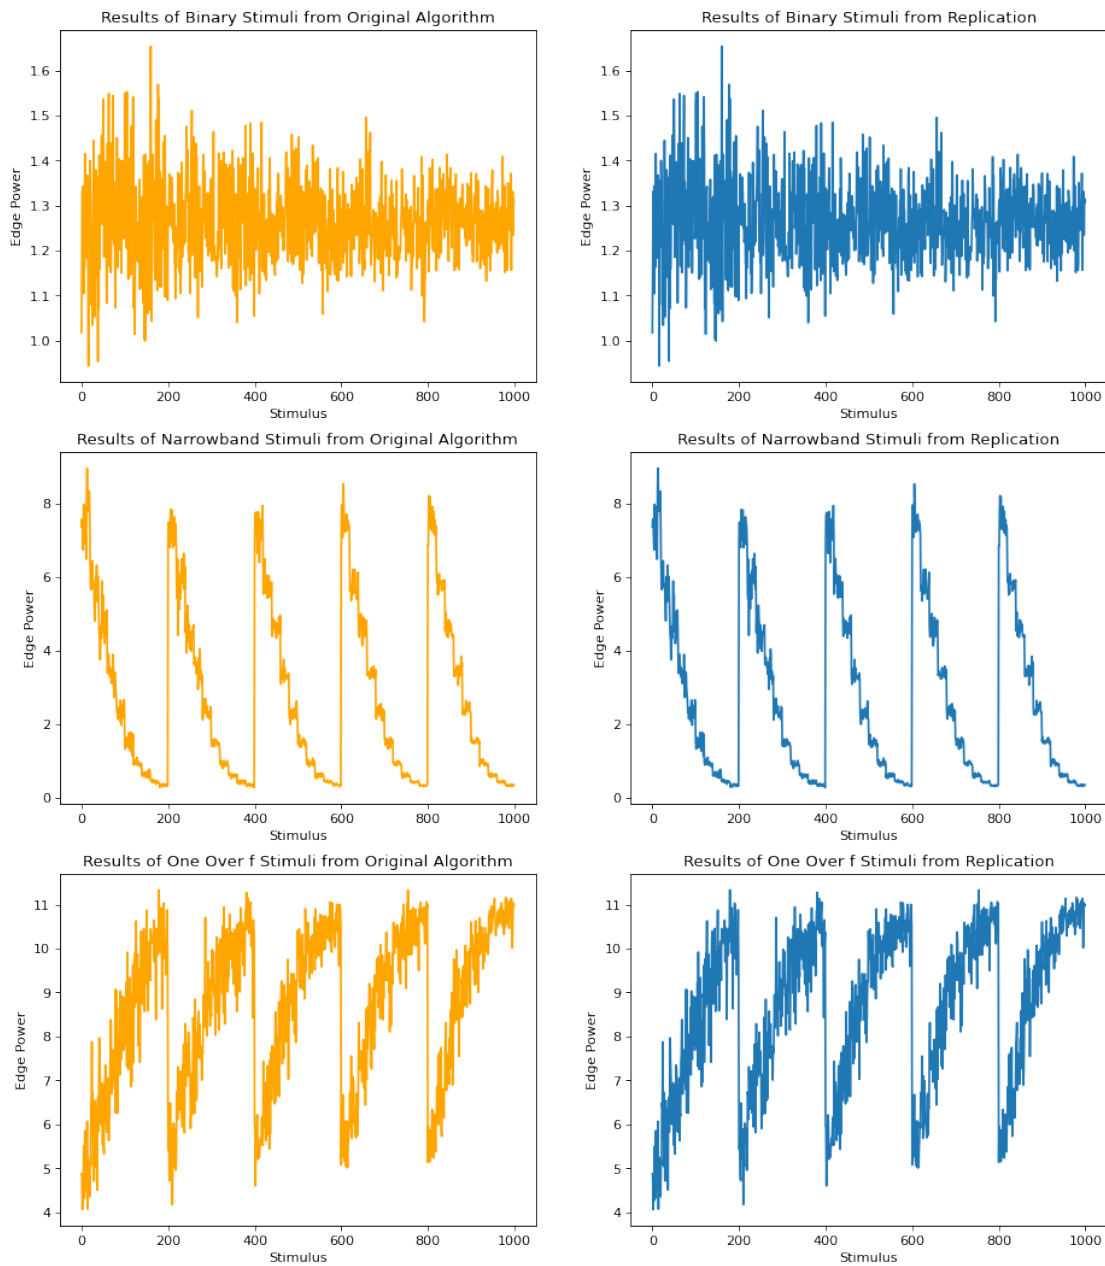 Results of Binary Stimuli from Original Algorithm
Edge Power
1.6
1.5
1.4
1.3
1.2
1.1
1.0
0 200 400 600 800 1000
Stimulus
Results of Binary Stimuli from Replication
Edge Power
1.6
1.5
1.4
1.3
1.2
1.1
1.0
0 200 400 600 800 1000
Stimulus
Results of Narrowband Stimuli from Original Algorithm
Edge Power
8
6
4
2
0
0 200 400 600 800 1000
Stimulus
Results of Narrowband Stimuli from Replication
Edge Power
8
6
4
2
0
0 200 400 600 800 1000
Stimulus
Results of One Over f Stimuli from Original Algorithm
Edge Power
11
10
9
8
7
6
5
4
0 200 400 600 800 1000
Stimulus
Results of One Over f Stimuli from Replication
Edge Power
11
10
9
8
7
6
5
4
0 200 400 600 800 1000
Stimulus